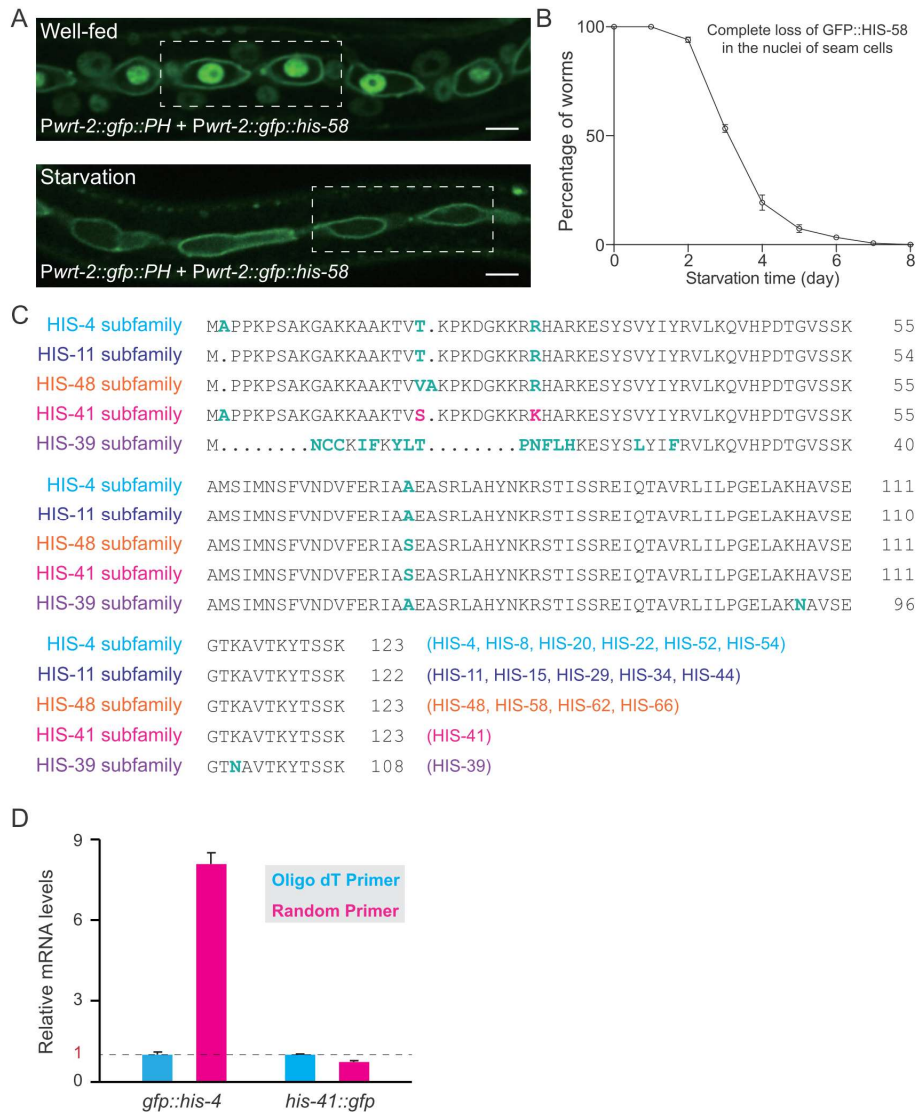 A
Well-fed
Pwrt-2::gfp::PH + Pwrt-2::gfp::his-58
Starvation
Pwrt-2::gfp::PH + Pwrt-2::gfp::his-58
B
Complete loss of GFP::HIS-58
in the nuclei of seam cells
Percentage of worms
100
50
0
0 2 4 6 8
Starvation time (day)
C
HIS-4 subfamily MAPPKPSAKGAKKAAKTVT.KPKDGKKRRHARKESYSVYIYRVLKQVHPDTGVSSK 55
HIS-11 subfamily M.PPKPSAKGAKKAAKTVT.KPKDGKKRRHARKESYSVYIYRVLKQVHPDTGVSSK 54
HIS-48 subfamily M.PPKPSAKGAKKAAKTVVAKPKDGKKRRHARKESYSVYIYRVLKQVHPDTGVSSK 55
HIS-41 subfamily MAPPKPSAKGAKKAAKTVS.KPKDGKKRKHARKESYSVYIYRVLKQVHPDTGVSSK 55
HIS-39 subfamily M........NCCKIFKYLT........PNFLHKESYSLYIFRVLKQVHPDTGVSSK 40
HIS-4 subfamily AMSIMNSFVNDVFERIAAEASRLAHYNKRSTISSREIQTAVRLILPGELAKHAVSE 111
HIS-11 subfamily AMSIMNSFVNDVFERIAAEASRLAHYNKRSTISSREIQTAVRLILPGELAKHAVSE 110
HIS-48 subfamily AMSIMNSFVNDVFERIASEASRLAHYNKRSTISSREIQTAVRLILPGELAKHAVSE 111
HIS-41 subfamily AMSIMNSFVNDVFERIASEASRLAHYNKRSTISSREIQTAVRLILPGELAKHAVSE 111
HIS-39 subfamily AMSIMNSFVNDVFERIAAEASRLAHYNKRSTISSREIQTAVRLILPGELAKNAVSE 96
HIS-4 subfamily GTKAVTKYTSSK 123 (HIS-4, HIS-8, HIS-20, HIS-22, HIS-52, HIS-54)
HIS-11 subfamily GTKAVTKYTSSK 122 (HIS-11, HIS-15, HIS-29, HIS-34, HIS-44)
HIS-48 subfamily GTKAVTKYTSSK 123 (HIS-48, HIS-58, HIS-62, HIS-66)
HIS-41 subfamily GTKAVTKYTSSK 123 (HIS-41)
HIS-39 subfamily GTNAVTKYTSSK 108 (HIS-39)
D
Relative mRNA levels
9
6
3
1
0
Oligo dT Primer
Random Primer
gfp::his-4 his-41::gfp